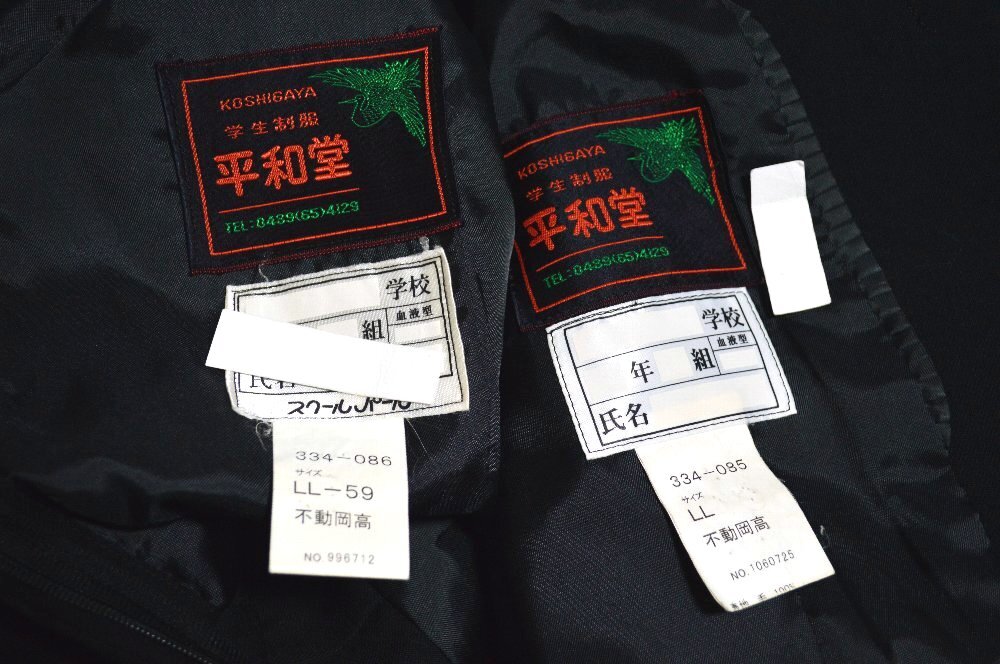 KOSHIGAYA
学生制服
平和堂
TEL:0489(65)4129
学校
組
血液型
氏名
スクールパール
334-086
サイズ
LL-59
不動岡高
NO.996712
KOSHIGAYA
学生制服
平和堂
TEL:0489(65)4129
学校
年
組
血液型
氏名
334-085
サイズ
LL
不動岡高
NO.1060725